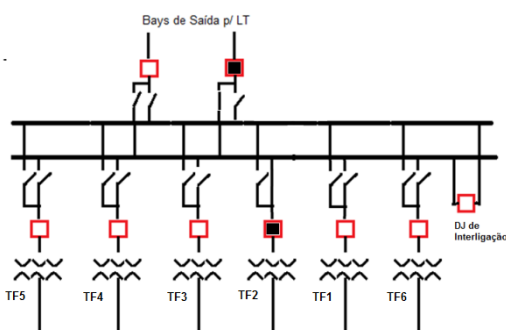 Bays de Saída p/ LT
DJ de
Interligação
TF5 TF4 TF3 TF2 TF1 TF6